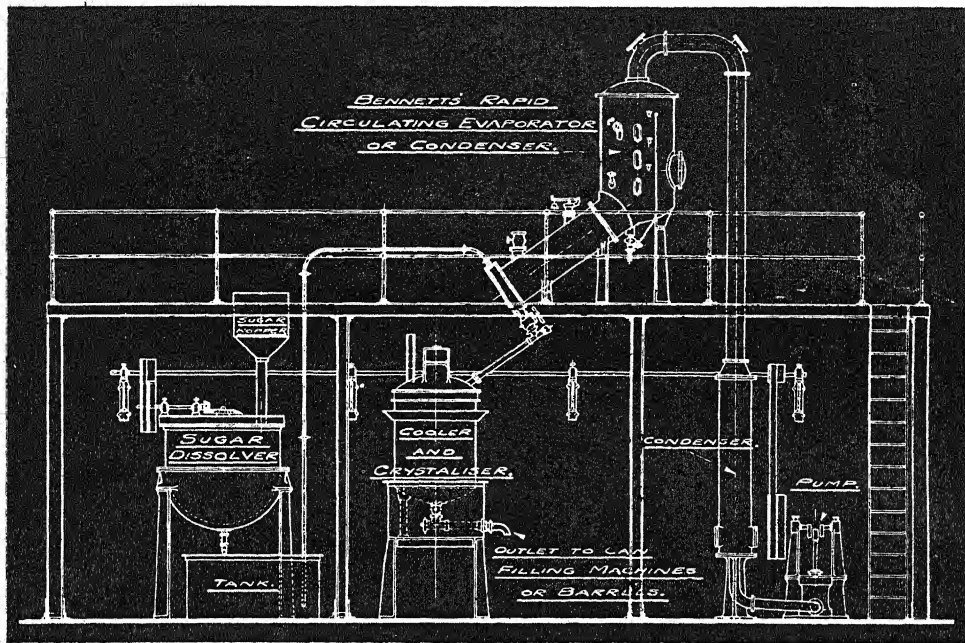 BENNETTS' RAPID
CIRCULATING EVAPORATOR
OR CONDENSER.
SUGAR
HOPPER
SUGAR
DISSOLVER
COOLER
AND
CRYSTALISER.
CONDENSER.
PUMP
OUTLET TO CAN
FILLING MACHINES
OR BARRELS.
TANK.